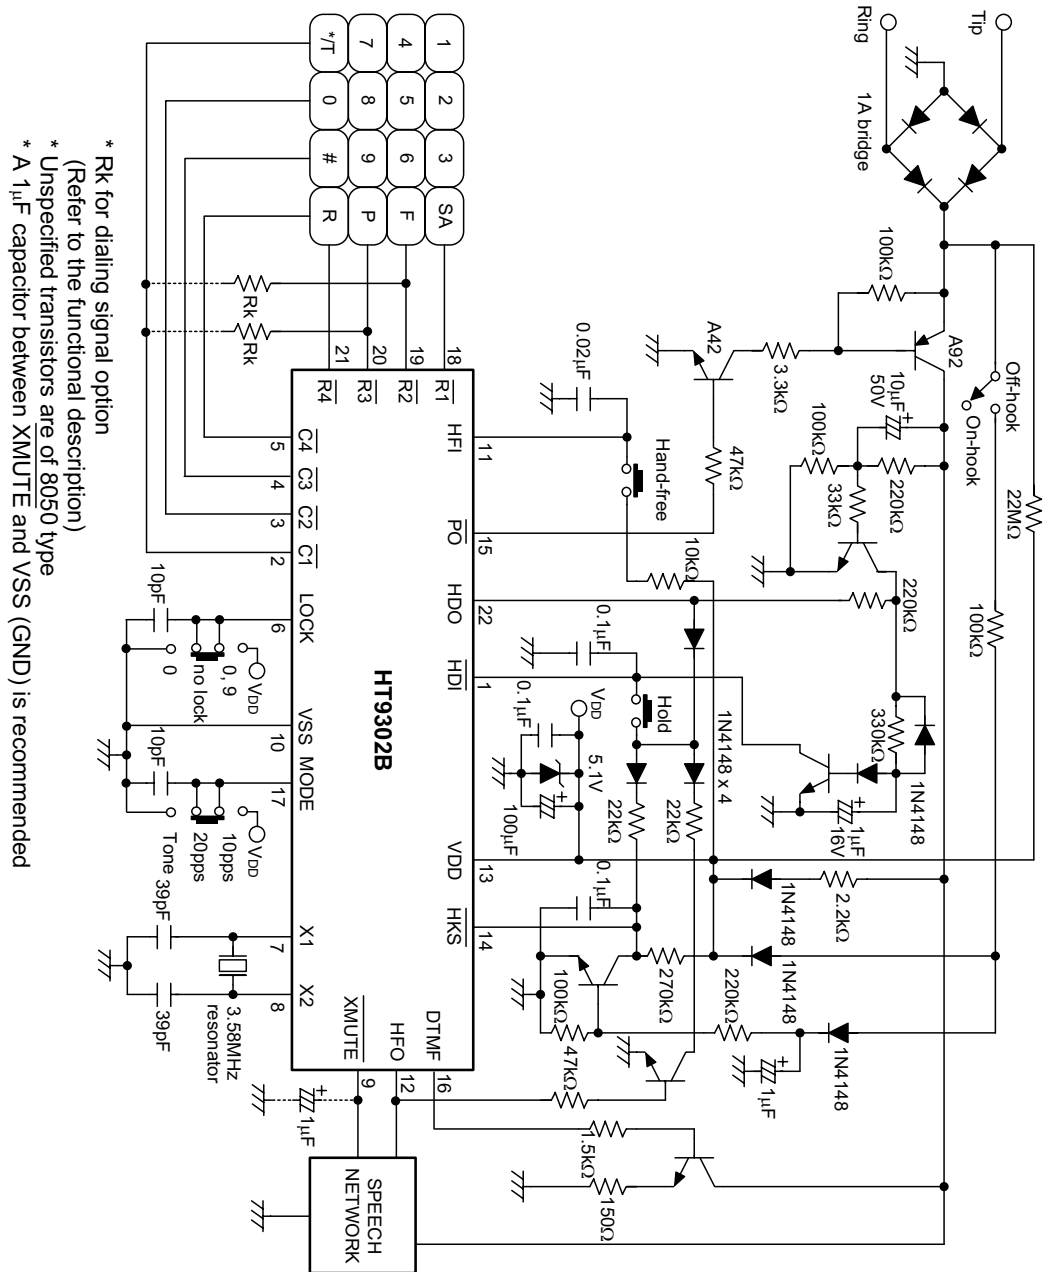 Tip
Ring
1A bridge
22MΩ
Off-hook
On-hook
100kΩ
A92
100kΩ
10µF
50V
220kΩ
33kΩ
100kΩ
3.3kΩ
A42
47kΩ
220kΩ
330kΩ
1N4148
1µF
16V
2.2kΩ
1N4148
1N4148
1N4148
1µF
220kΩ
270kΩ
100kΩ
47kΩ
1.5kΩ
150Ω
1N4148 x 4
22kΩ
22kΩ
0.1µF
Hand-free
10kΩ
0.02µF
Hold
0.1µF
VDD
5.1V
0.1µF
100µF
1 2 3 SA
4 5 6 F
7 8 9 P
*/T 0 # R
Rk
Rk
18
19
20
21
R1
R2
R3
R4
11 15 22 1 13 14
HFI PO HDO HDI VDD HKS
HT9302B
DTMF
HFO
XMUTE
16
12
9
C4 C3 C2 C1 LOCK VSS MODE X1 X2
5 4 3 2 6 10 17 7 8
1µF
SPEECH
NETWORK
10pF
VDD
0, 9
no lock
0
10pF
VDD
10pps
20pps
Tone
39pF
39pF
3.58MHz
resonator
* Rk for dialing signal option
(Refer to the functional description)
* Unspecified transistors are of 8050 type
* A 1µF capacitor between XMUTE and VSS (GND) is recommended